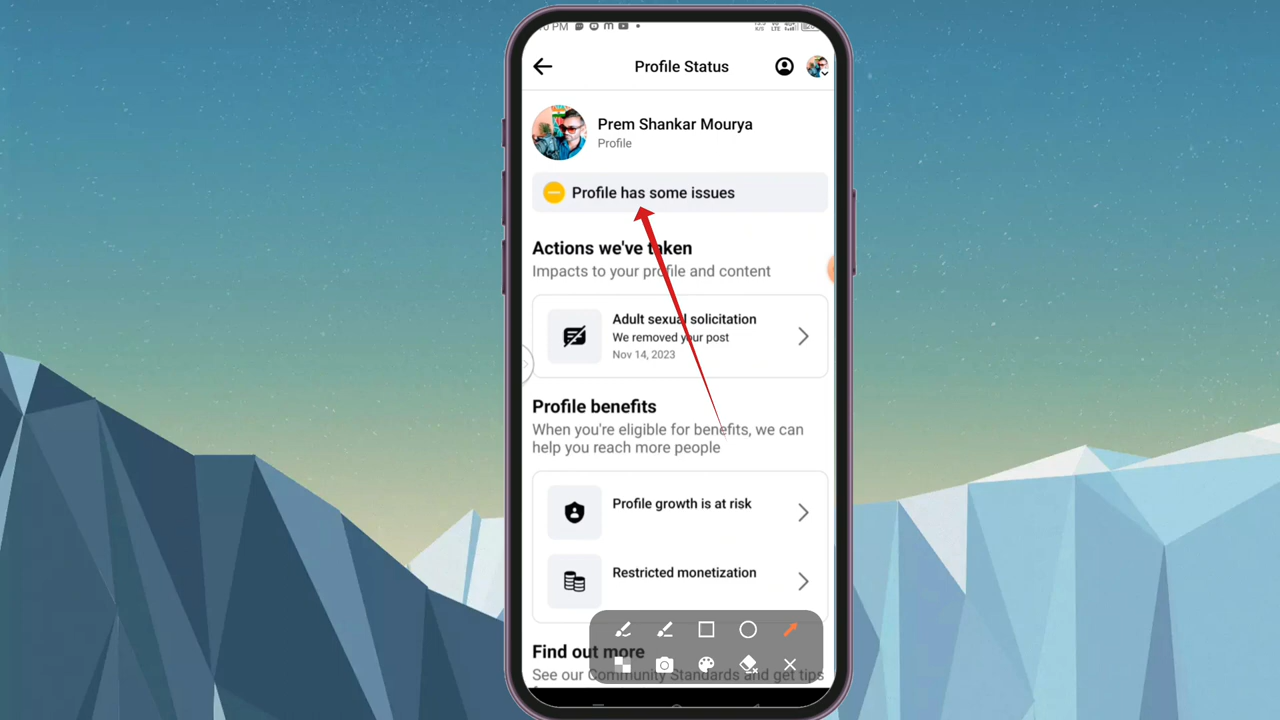 PM
Profile Status
Prem Shankar Mourya
Profile
Profile has some issues
Actions we've taken
Impacts to your profile and content
Adult sexual solicitation
We removed your post
Nov 14, 2023
Profile benefits
When you're eligible for benefits, we can
help you reach more people
Profile growth is at risk
Restricted monetization
Find out more
See our Community Standards and get tips